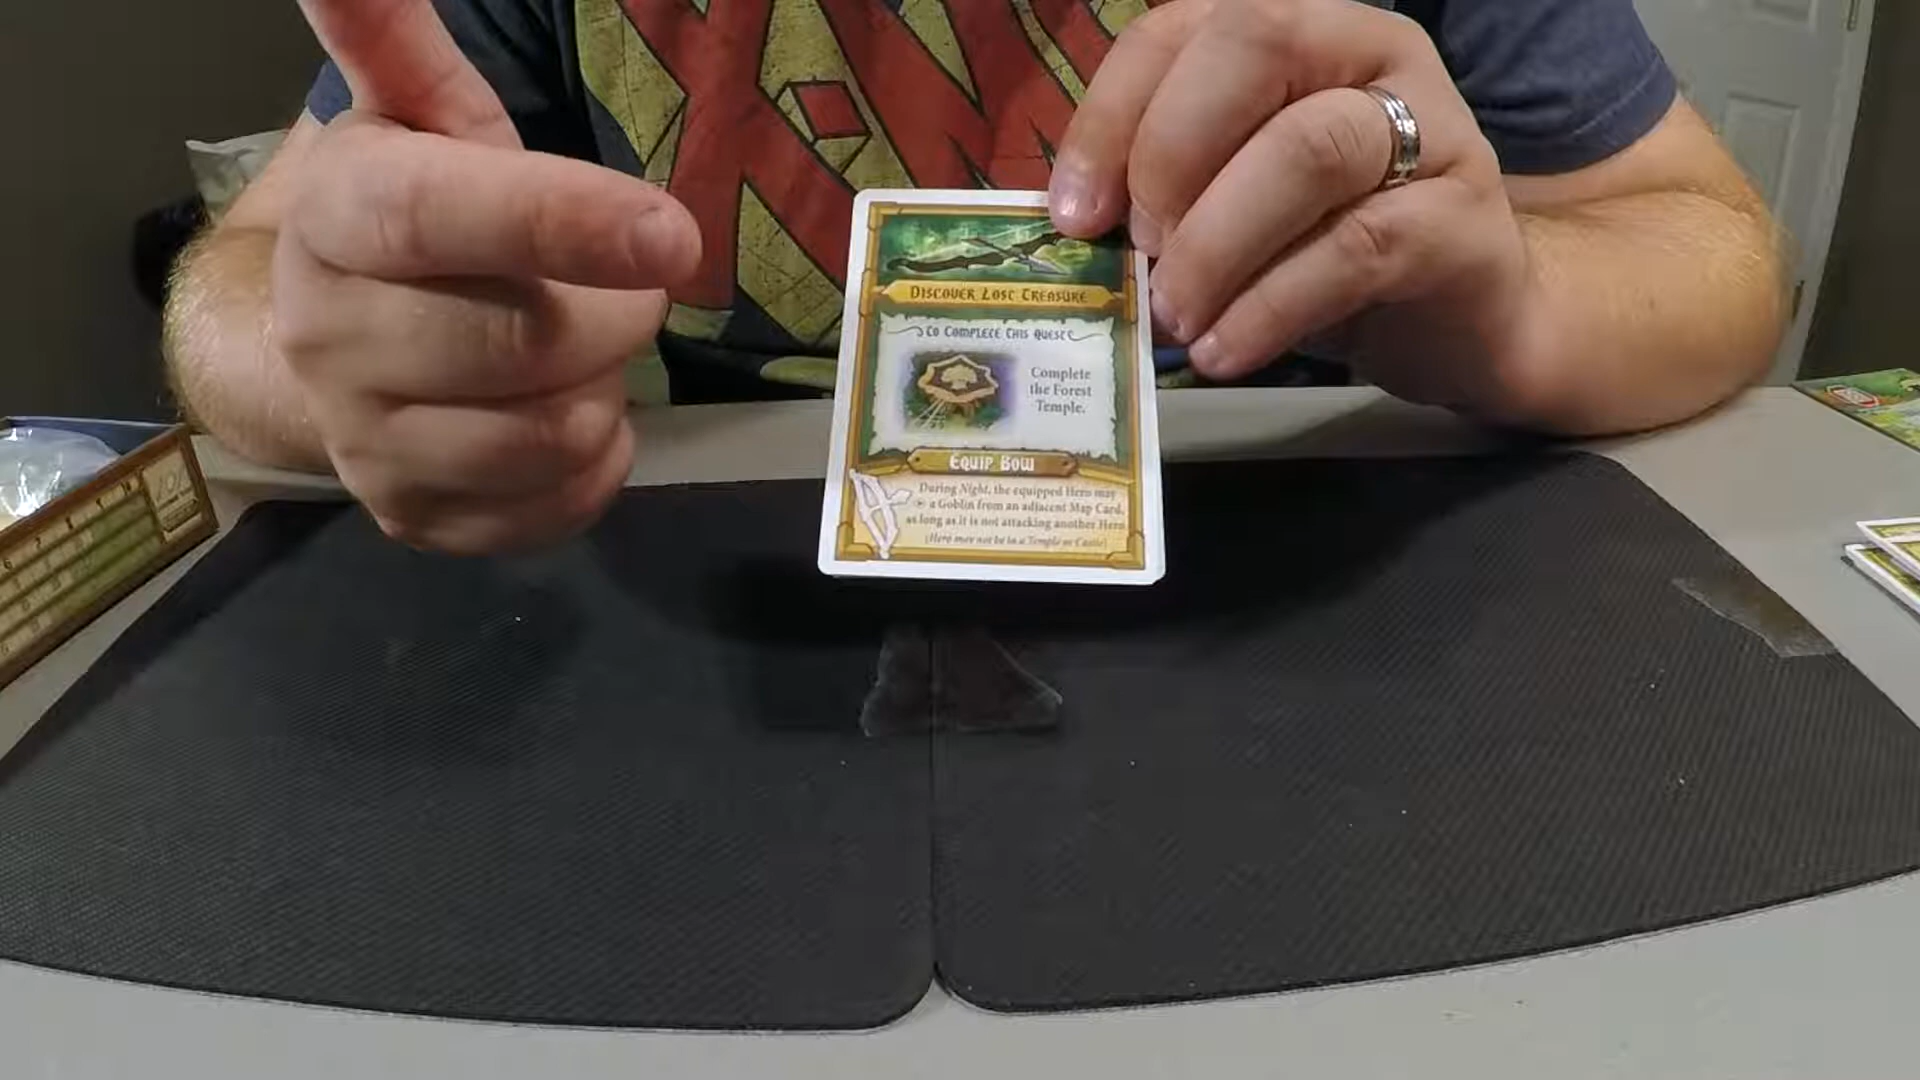 Discover Lost Treasure
To Complete This Quest
Complete
the Forest
Temple.
Equip Bow
During Night, the equipped Hero may
a Goblin from an adjacent Map Card,
as long as it is not attacking another Hero
(Hero may not be in a Temple or Castle)